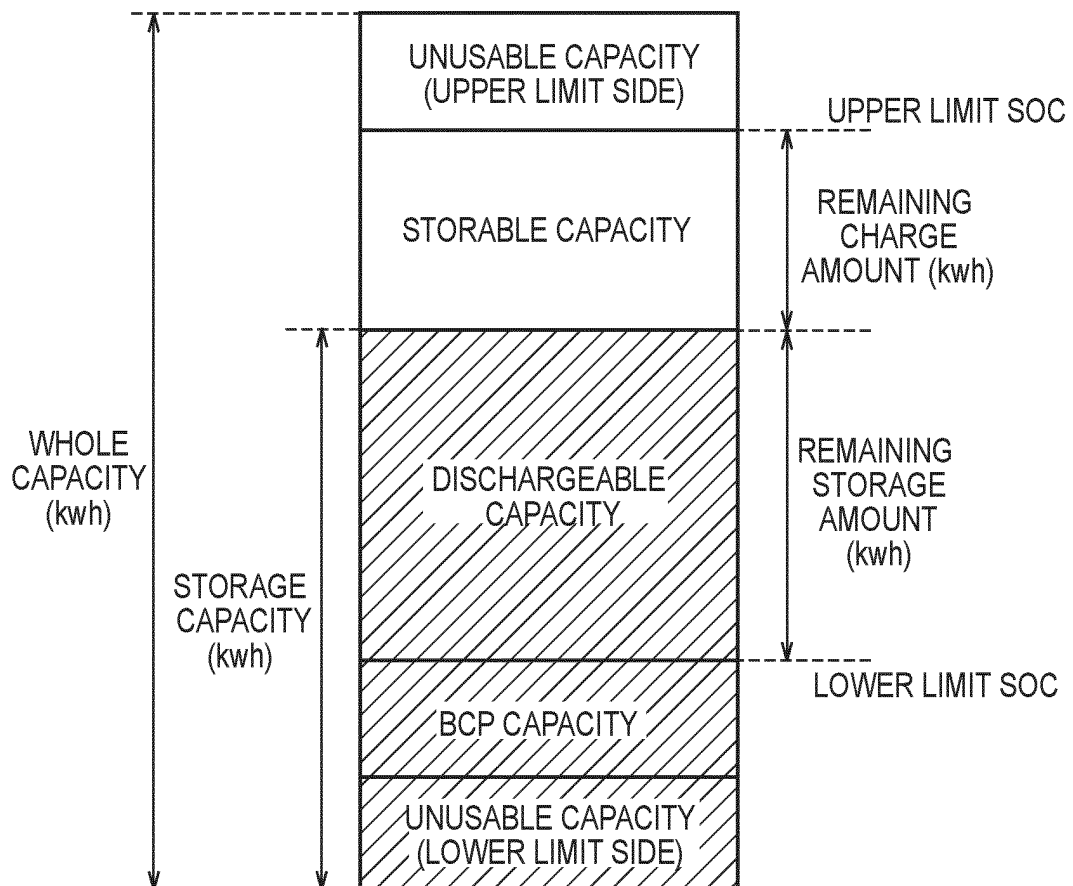 UNUSABLE CAPACITY
(UPPER LIMIT SIDE)
UPPER LIMIT SOC
STORABLE CAPACITY
REMAINING
CHARGE
AMOUNT (kwh)
WHOLE
CAPACITY
(kwh)
STORAGE
CAPACITY
(kwh)
DISCHARGEABLE
CAPACITY
REMAINING
STORAGE
AMOUNT
(kwh)
LOWER LIMIT SOC
BCP CAPACITY
UNUSABLE CAPACITY
(LOWER LIMIT SIDE)